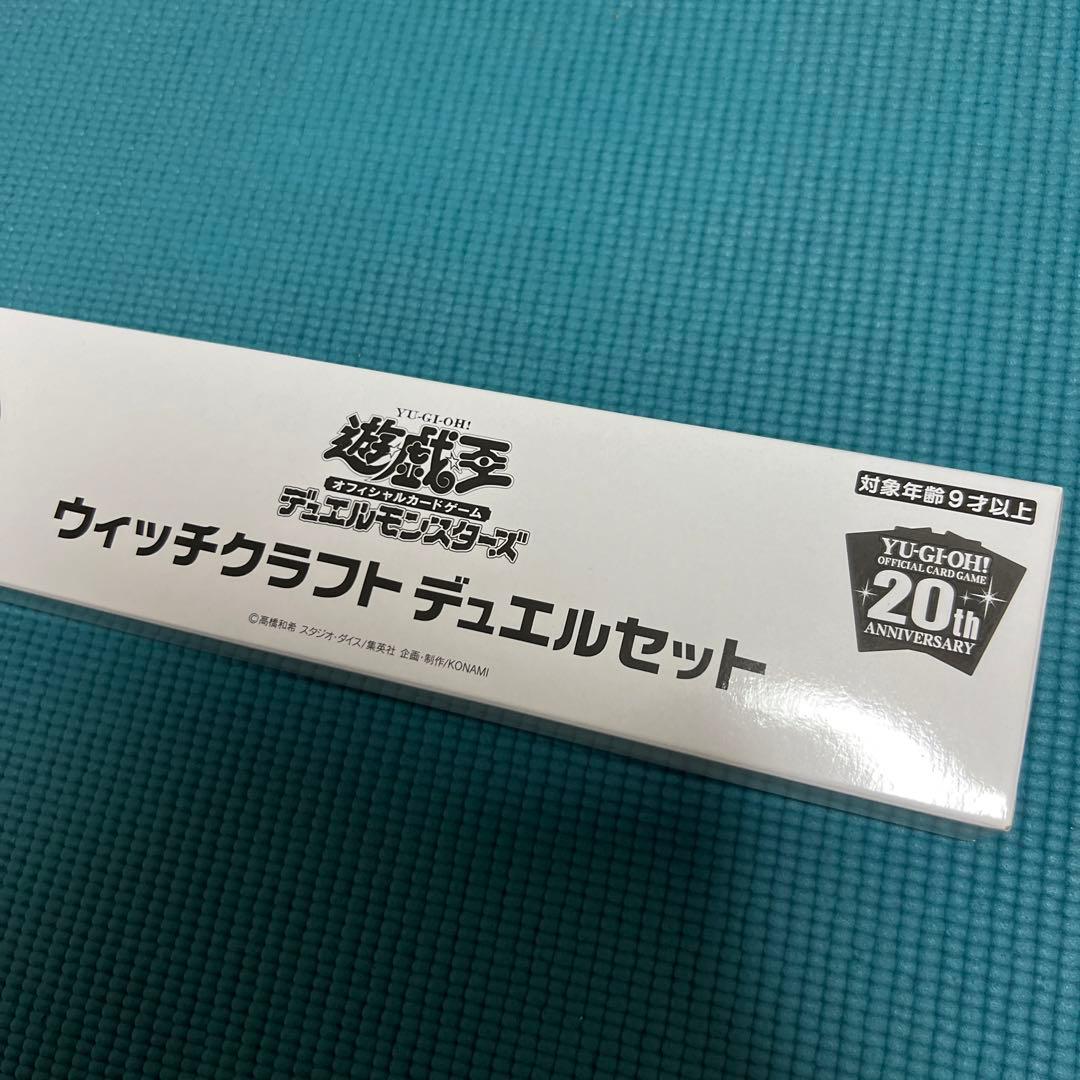 YU-GI-OH!
遊戯王
オフィシャルカードゲーム
デュエルモンスターズ
ウィッチクラフト デュエルセット
©高橋和希 スタジオ・ダイス/集英社 企画・制作/KONAMI
対象年齢9才以上
YU-GI-OH!
OFFICIAL CARD GAME
20th
ANNIVERSARY